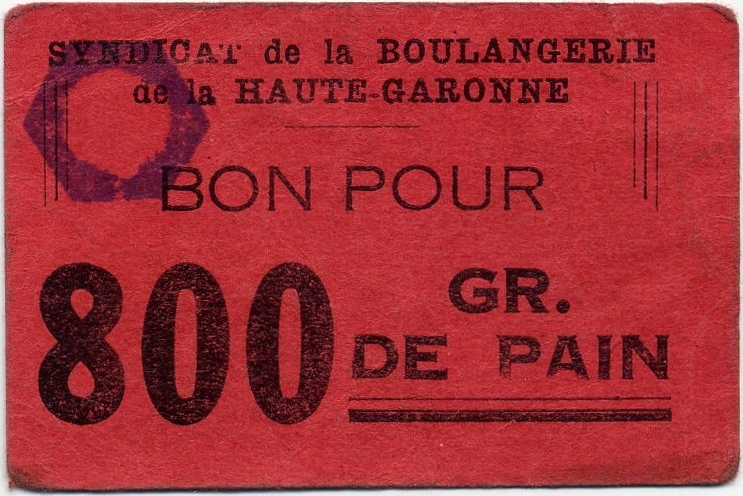 SYNDICAT de la BOULANGERIE
de la HAUTE-GARONNE
BON POUR
800 GR.
DE PAIN